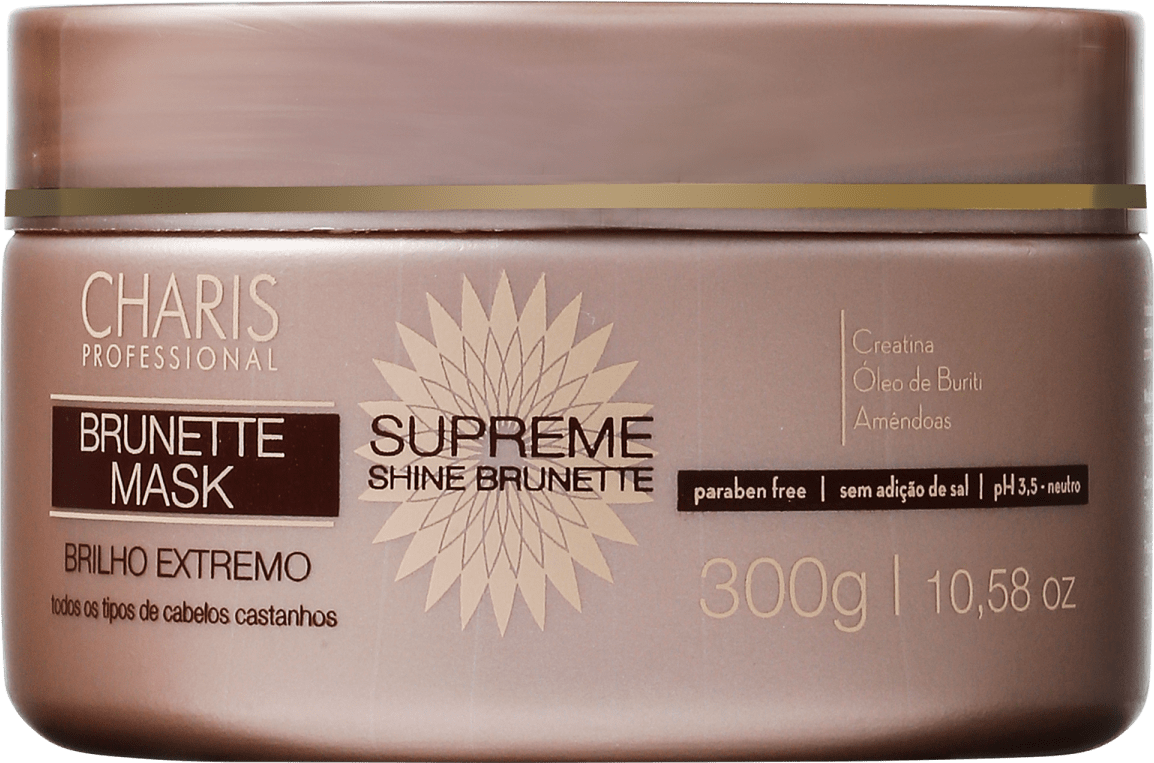 CHARIS
PROFESSIONAL
BRUNETTE
MASK
BRILHO EXTREMO
todos os tipos de cabelos castanhos
SUPREME
SHINE BRUNETTE
Creatina
Óleo de Buriti
Amêndoas
paraben free | sem adição de sal | pH 3,5 - neutro
300g | 10,58 oz